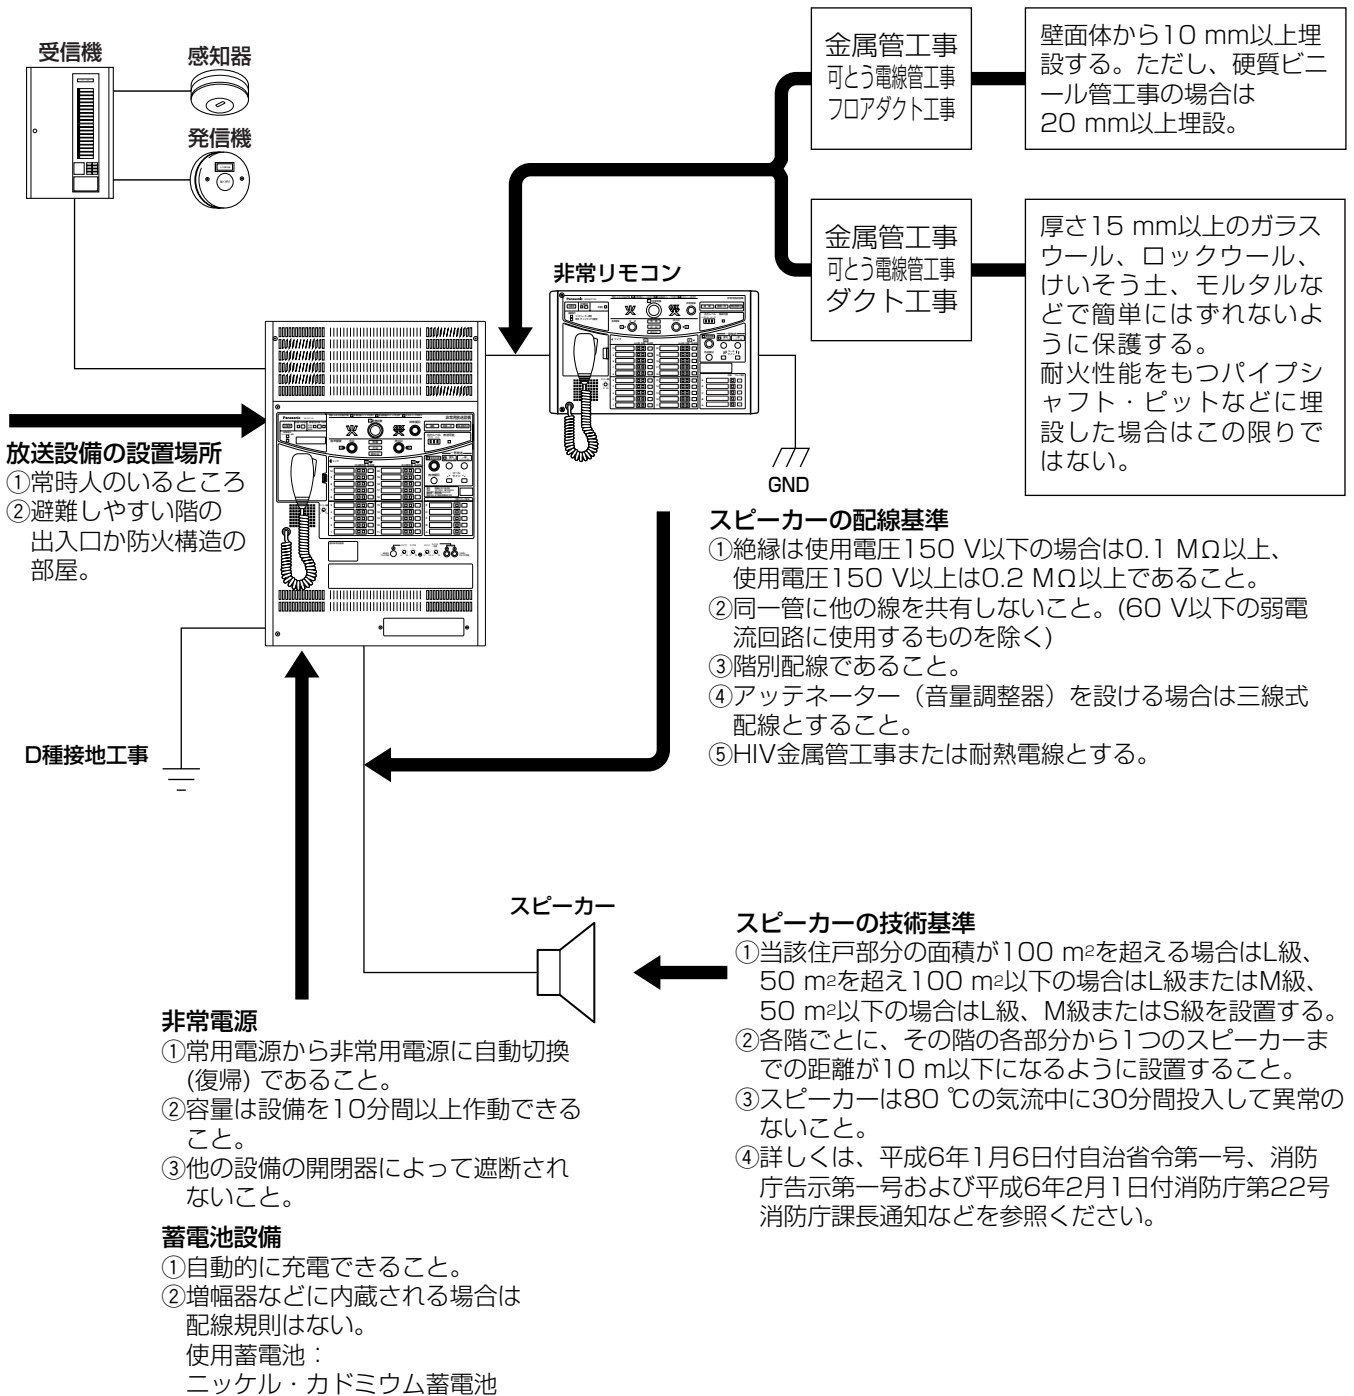 受信機
感知器
発信機
金属管工事
可とう電線管工事
フロアダクト工事
壁面体から10 mm以上埋
設する。ただし、硬質ビニ
ール管工事の場合は
20 mm以上埋設。
金属管工事
可とう電線管工事
ダクト工事
厚さ15 mm以上のガラス
ウール、ロックウール、
けいそう土、モルタルな
どで簡単にはずれないよ
うに保護する。
耐火性能をもつパイプシ
ャフト・ピットなどに埋
設した場合はこの限りで
はない。
非常リモコン
Panasonic
Panasonic
GND
放送設備の設置場所
①常時人のいるところ
②避難しやすい階の
出入口か防火構造の
部屋。
D種接地工事
スピーカーの配線基準
①絶縁は使用電圧150 V以下の場合は0.1 MΩ以上、
使用電圧150 V以上は0.2 MΩ以上であること。
②同一管に他の線を共有しないこと。(60 V以下の弱電
流回路に使用するものを除く)
③階別配線であること。
④アッテネーター（音量調整器）を設ける場合は三線式
配線とすること。
⑤HIV金属管工事または耐熱電線とする。
スピーカー
スピーカーの技術基準
①当該住戸部分の面積が100 m²を超える場合はL級、
50 m²を超え100 m²以下の場合はL級またはM級、
50 m²以下の場合はL級、M級またはS級を設置する。
②各階ごとに、その階の各部分から1つのスピーカーま
での距離が10 m以下になるように設置すること。
③スピーカーは80 ℃の気流中に30分間投入して異常の
ないこと。
④詳しくは、平成6年1月6日付自治省令第一号、消防
庁告示第一号および平成6年2月1日付消防庁第22号
消防庁課長通知などを参照ください。
非常電源
①常用電源から非常用電源に自動切換
(復帰) であること。
②容量は設備を10分間以上作動できる
こと。
③他の設備の開閉器によって遮断され
ないこと。
蓄電池設備
①自動的に充電できること。
②増幅器などに内蔵される場合は
配線規則はない。
使用蓄電池：
ニッケル・カドミウム蓄電池